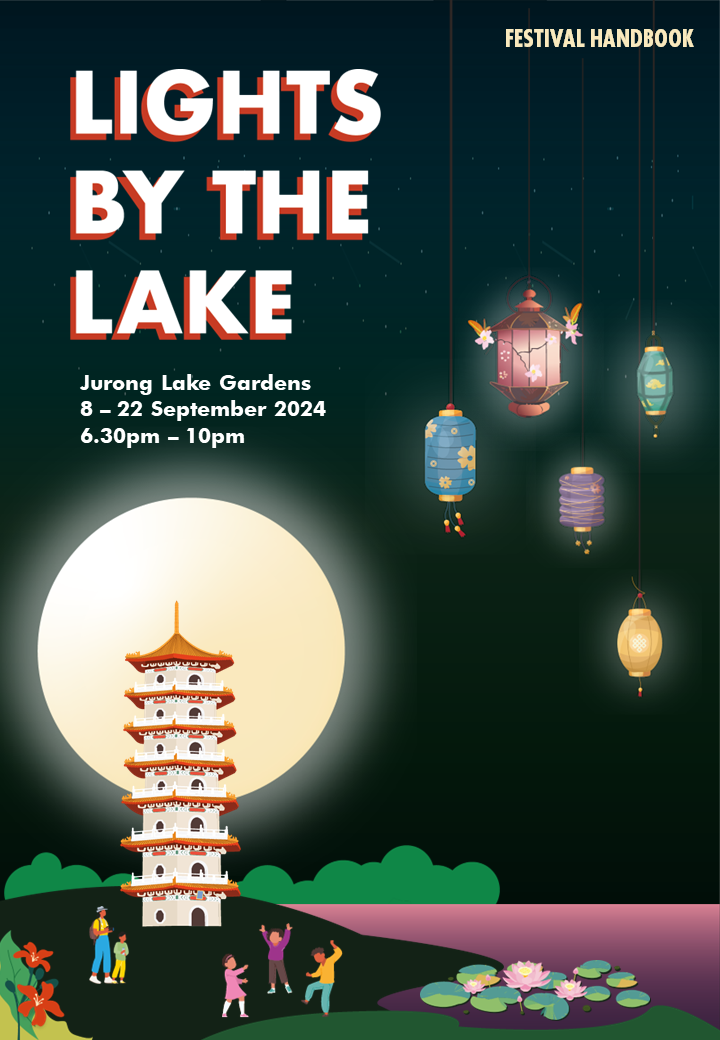 FESTIVAL HANDBOOK
LIGHTS
BY THE
LAKE
Jurong Lake Gardens
8 – 22 September 2024
6.30pm – 10pm